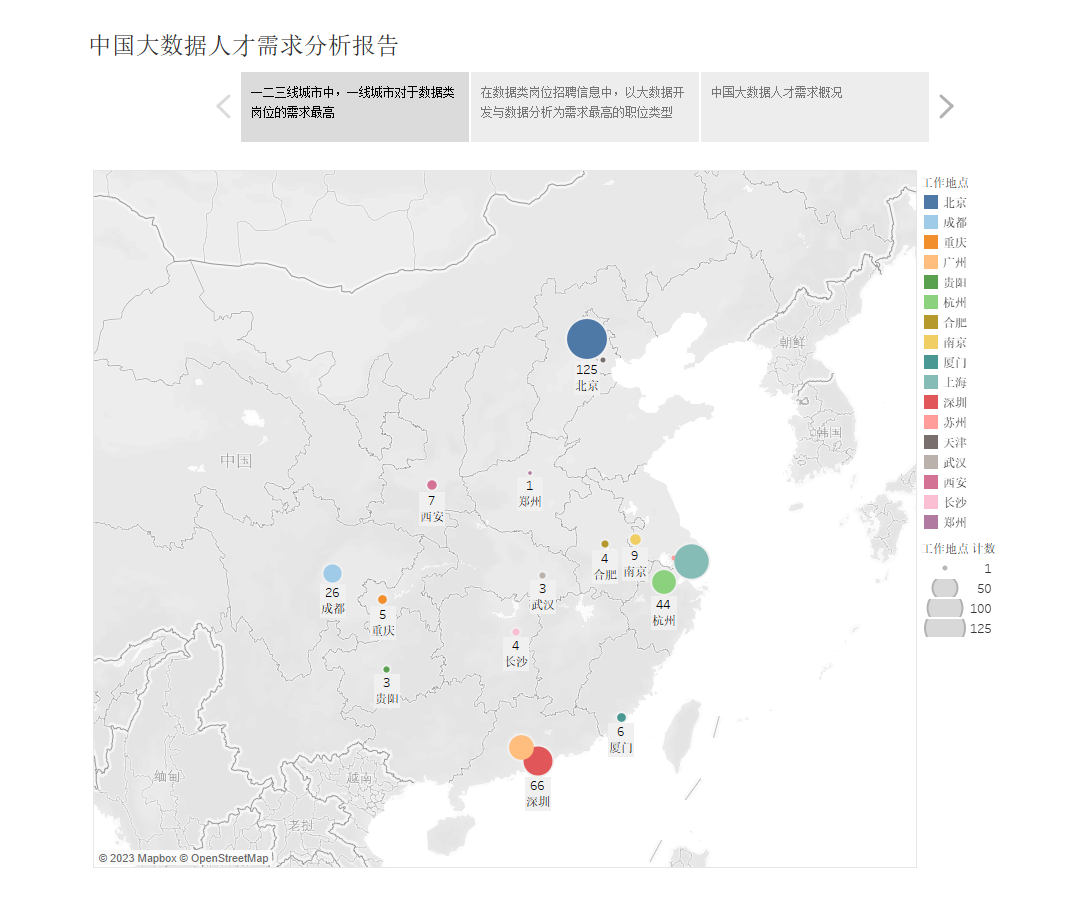 中国大数据人才需求分析报告
一二三线城市中，一线城市对于数据类
岗位的需求最高
在数据类岗位招聘信息中，以大数据开
发与数据分析为需求最高的职位类型
中国大数据人才需求概况
工作地点
北京
成都
重庆
广州
贵阳
杭州
合肥
南京
厦门
上海
深圳
苏州
天津
武汉
西安
长沙
郑州
工作地点 计数
1
50
100
125
朝鲜
125
北京
韩国
中国
1
郑州
7
西安
4
合肥
9
南京
26
成都
3
武汉
44
杭州
5
重庆
4
长沙
3
贵阳
6
厦门
66
深圳
缅甸
越南
老挝
© 2023 Mapbox © OpenStreetMap